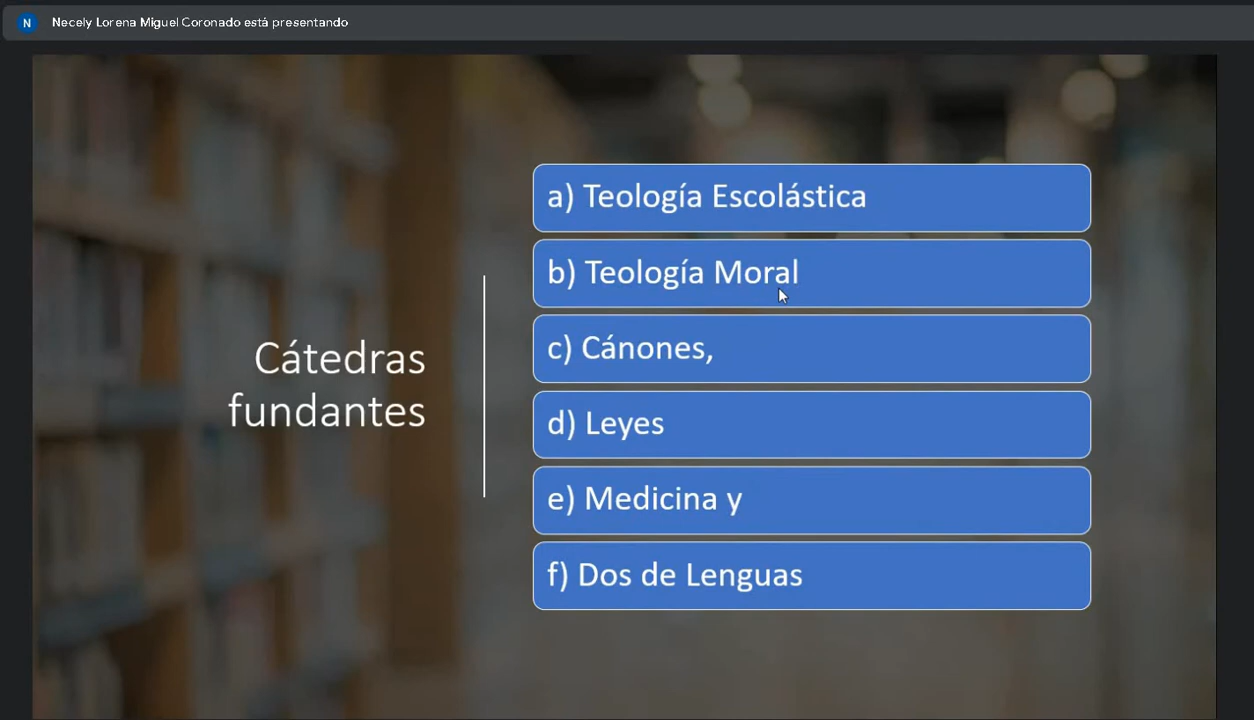 N Necely Lorena Miguel Coronado está presentando
Cátedras
fundantes
a) Teología Escolástica
b) Teología Moral
c) Cánones,
d) Leyes
e) Medicina y
f) Dos de Lenguas